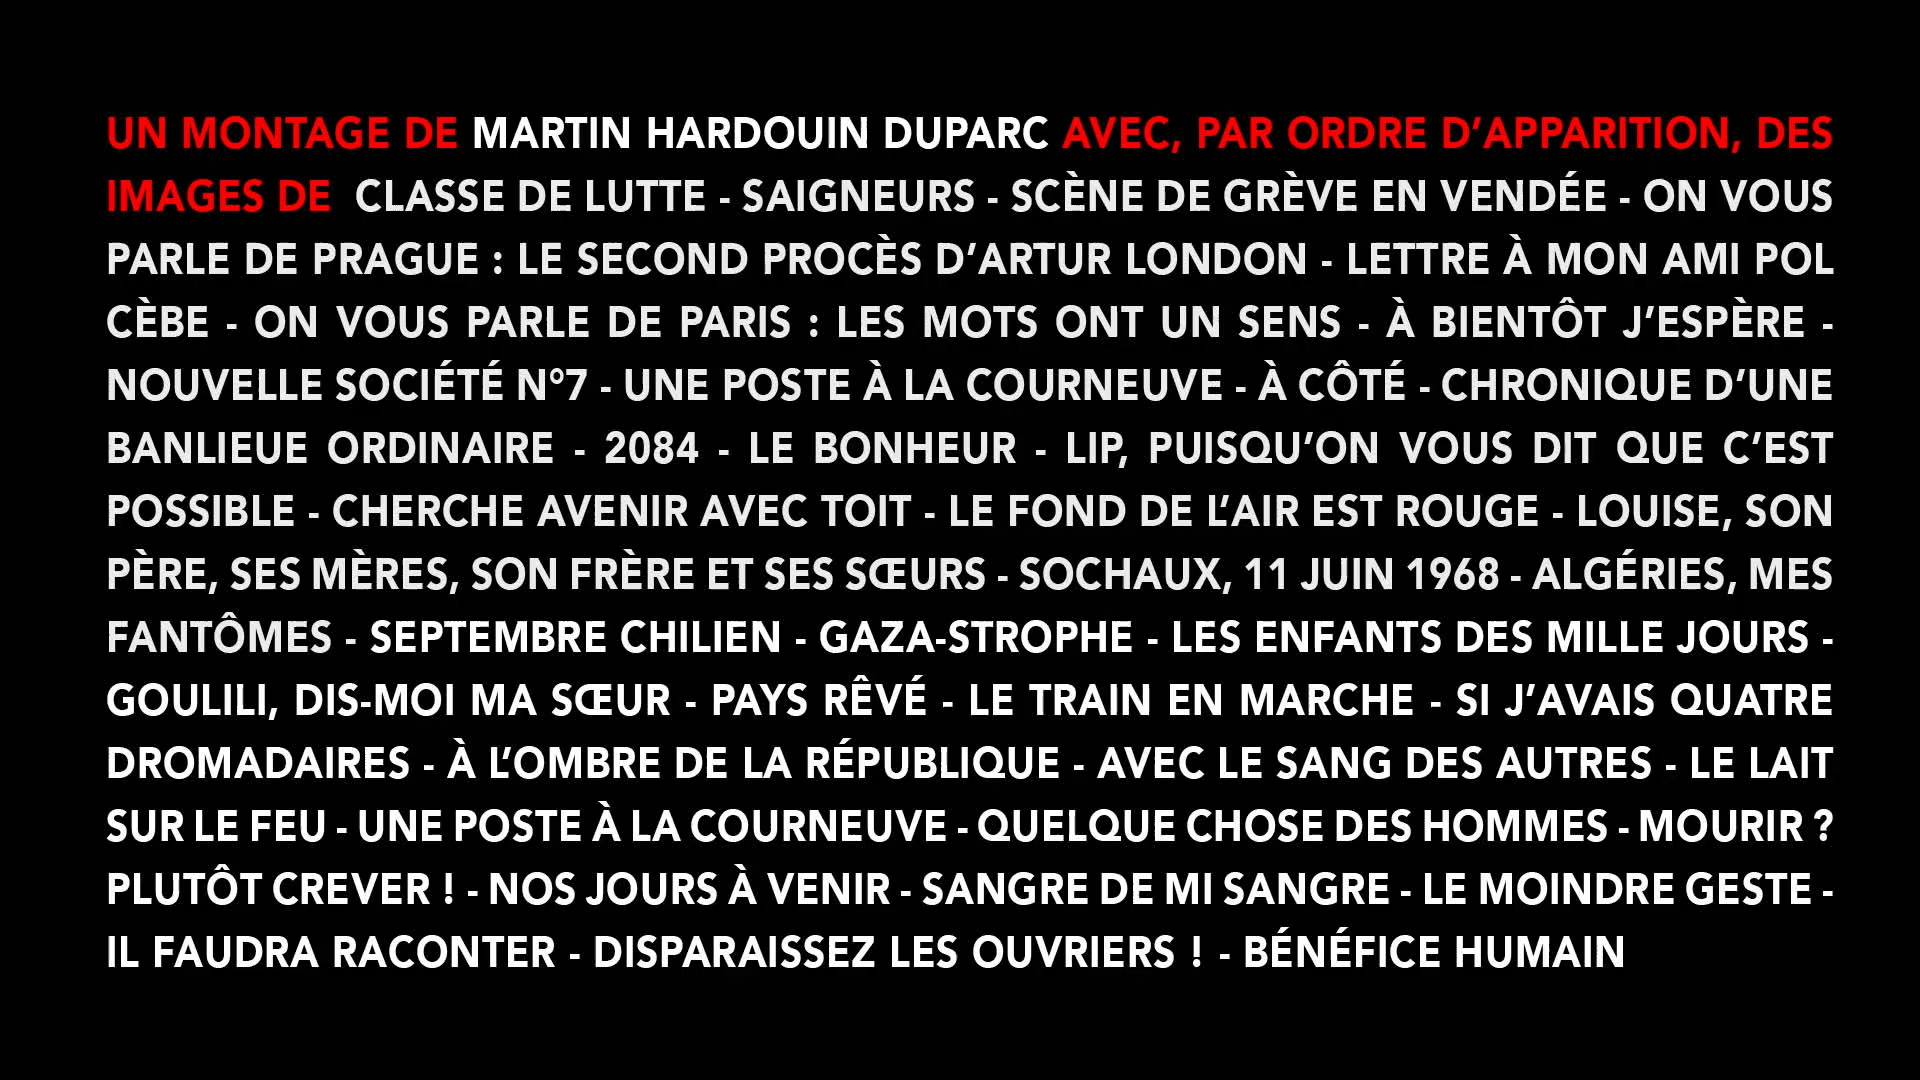 UN MONTAGE DE MARTIN HARDOUIN DUPARC AVEC, PAR ORDRE D’APPARITION, DES
IMAGES DE CLASSE DE LUTTE - SAIGNEURS - SCÈNE DE GRÈVE EN VENDÉE - ON VOUS
PARLE DE PRAGUE : LE SECOND PROCÈS D’ARTUR LONDON - LETTRE À MON AMI POL
CÈBE - ON VOUS PARLE DE PARIS : LES MOTS ONT UN SENS - À BIENTÔT J’ESPÈRE -
NOUVELLE SOCIÉTÉ N°7 - UNE POSTE À LA COURNEUVE - À CÔTÉ - CHRONIQUE D’UNE
BANLIEUE ORDINAIRE - 2084 - LE BONHEUR - LIP, PUISQU’ON VOUS DIT QUE C’EST
POSSIBLE - CHERCHE AVENIR AVEC TOIT - LE FOND DE L’AIR EST ROUGE - LOUISE, SON
PÈRE, SES MÈRES, SON FRÈRE ET SES SŒURS - SOCHAUX, 11 JUIN 1968 - ALGÉRIES, MES
FANTÔMES - SEPTEMBRE CHILIEN - GAZA-STROPHE - LES ENFANTS DES MILLE JOURS -
GOULILI, DIS-MOI MA SŒUR - PAYS RÊVÉ - LE TRAIN EN MARCHE - SI J’AVAIS QUATRE
DROMADAIRES - À L’OMBRE DE LA RÉPUBLIQUE - AVEC LE SANG DES AUTRES - LE LAIT
SUR LE FEU - UNE POSTE À LA COURNEUVE - QUELQUE CHOSE DES HOMMES - MOURIR ?
PLUTÔT CREVER ! - NOS JOURS À VENIR - SANGRE DE MI SANGRE - LE MOINDRE GESTE -
IL FAUDRA RACONTER - DISPARAISSEZ LES OUVRIERS ! - BÉNÉFICE HUMAIN